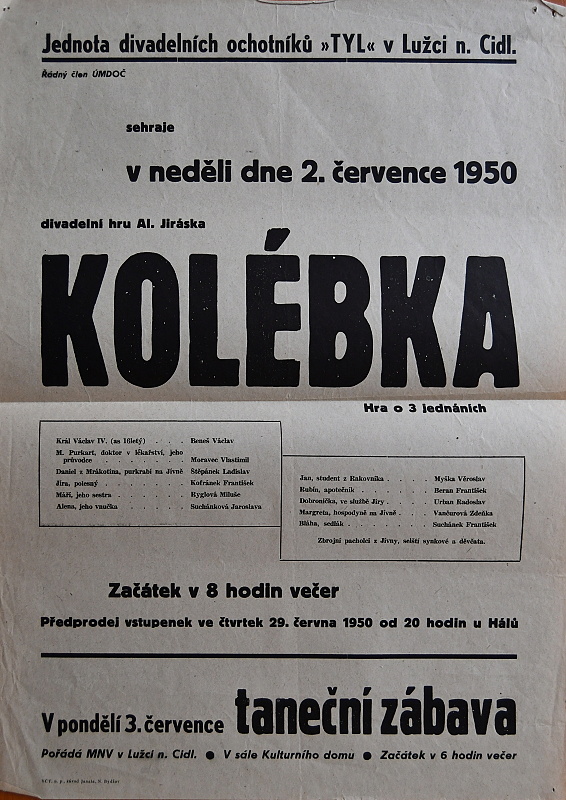 Jednota divadelních ochotníků »TYL« v Lužci n. Cidl.
Řádný člen ÚMDOČ
sehraje
v neděli dne 2. července 1950
divadelní hru Al. Jiráska
KOLÉBKA
Hra o 3 jednáních
Král Václav IV. (as 16letý) . . . Beneš Václav
M. Purkart, doktor v lékařství, jeho
průvodce . . . . . . . . Moravec Vlastimil
Daniel z Mrákotina, purkrabí na Jivně Štěpánek Ladislav
Jíra, polesný . . . . . . . Kofránek František
Máří, jeho sestra . . . . . . Ryglová Miluše
Alena, jeho vnučka . . . . . Suchánková Jaroslava
Jan, student z Rakovníka . . . . Myška Věroslav
Rubín, apotečník . . . . . . Beran František
Dobronička, ve službě Jíry . . . . Urban Radoslav
Margreta, hospodyně na Jivně . . . Vančurová Zdeňka
Bláha, sedlák . . . . . . . Suchánek František
Zbrojní pacholci z Jivny, selští synkové a děvčata.
Začátek v 8 hodin večer
Předprodej vstupenek ve čtvrtek 29. června 1950 od 20 hodin u Hálů
V pondělí 3. července taneční zábava
Pořádá MNV v Lužci n. Cidl. ● V sále Kulturního domu ● Začátek v 6 hodin večer
n. p., závod Janata, N. Bydžov